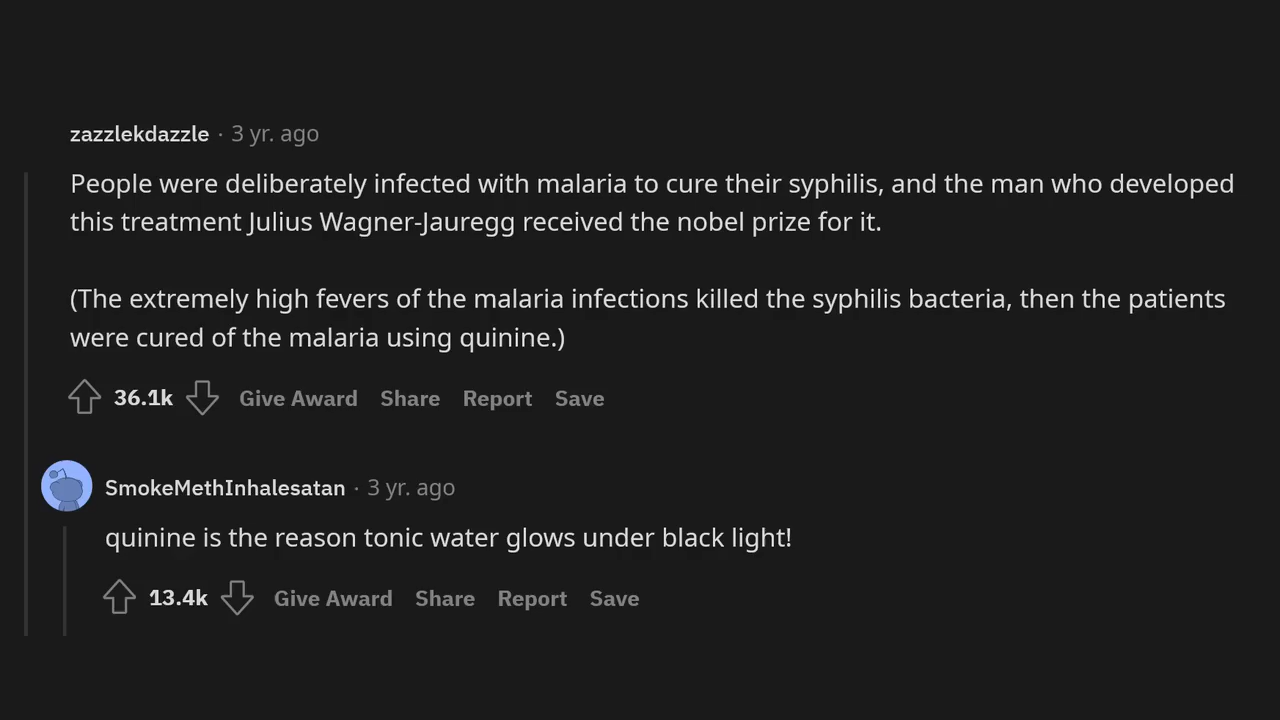 zazzlekdazzle · 3 yr. ago
People were deliberately infected with malaria to cure their syphilis, and the man who developed
this treatment Julius Wagner-Jauregg received the nobel prize for it.
(The extremely high fevers of the malaria infections killed the syphilis bacteria, then the patients
were cured of the malaria using quinine.)
36.1k Give Award Share Report Save
SmokeMethInhalesatan · 3 yr. ago
quinine is the reason tonic water glows under black light!
13.4k Give Award Share Report Save